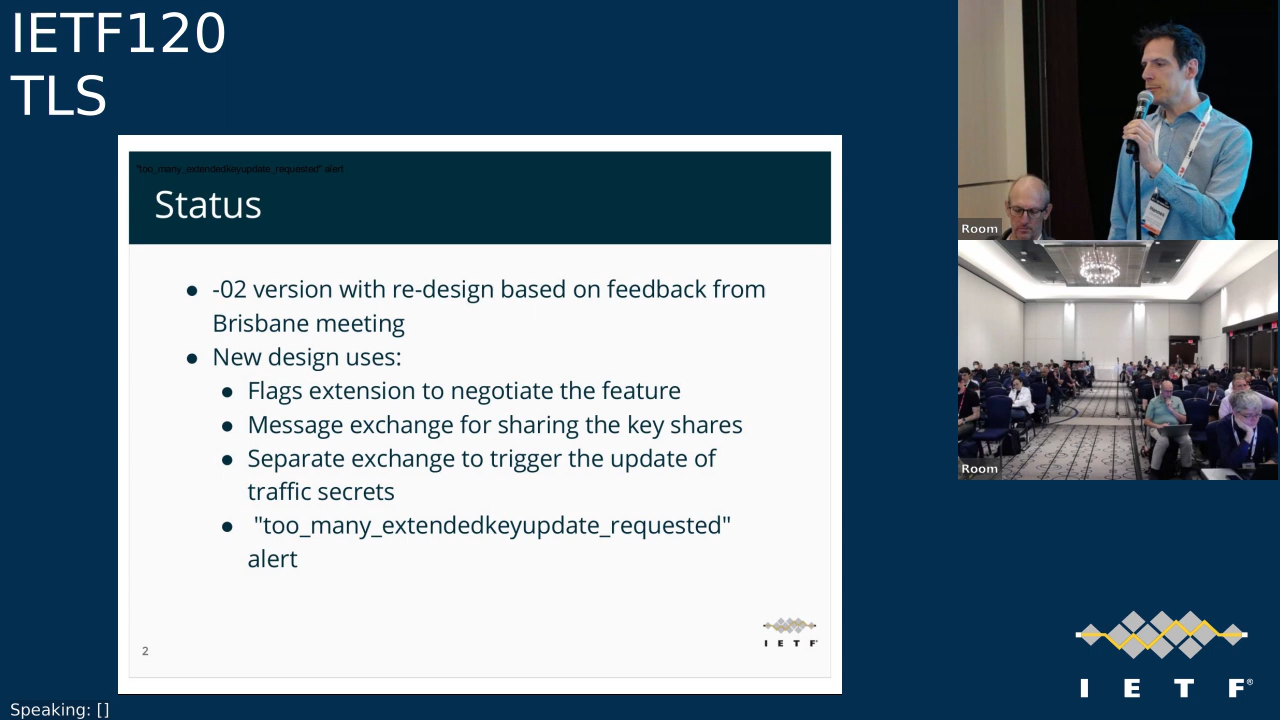 IETF120
TLS
"too_many_extendedkeyupdate_requested" alert
Status
● -02 version with re-design based on feedback from
Brisbane meeting
● New design uses:
● Flags extension to negotiate the feature
● Message exchange for sharing the key shares
● Separate exchange to trigger the update of
traffic secrets
● "too_many_extendedkeyupdate_requested"
alert
I E T F®
2
Room
Room
I E T F®
Speaking: []